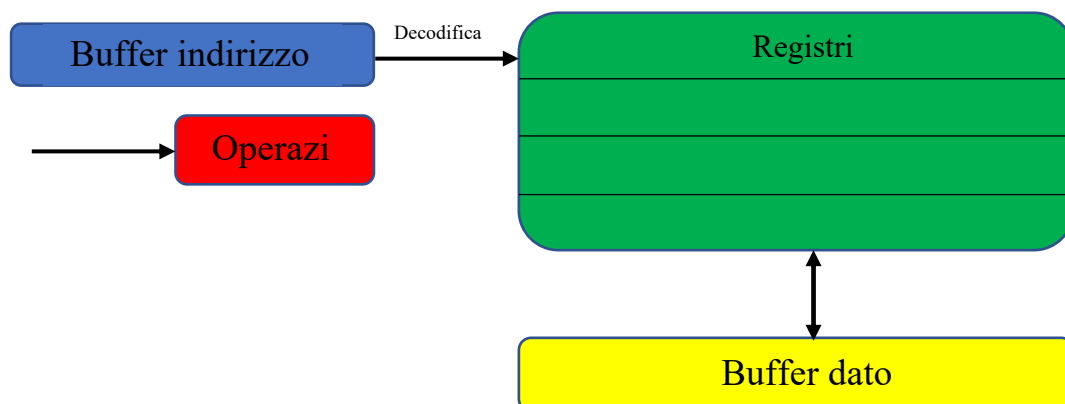 Buffer indirizzo
Decodifica
Registri
Operazi
Buffer dato